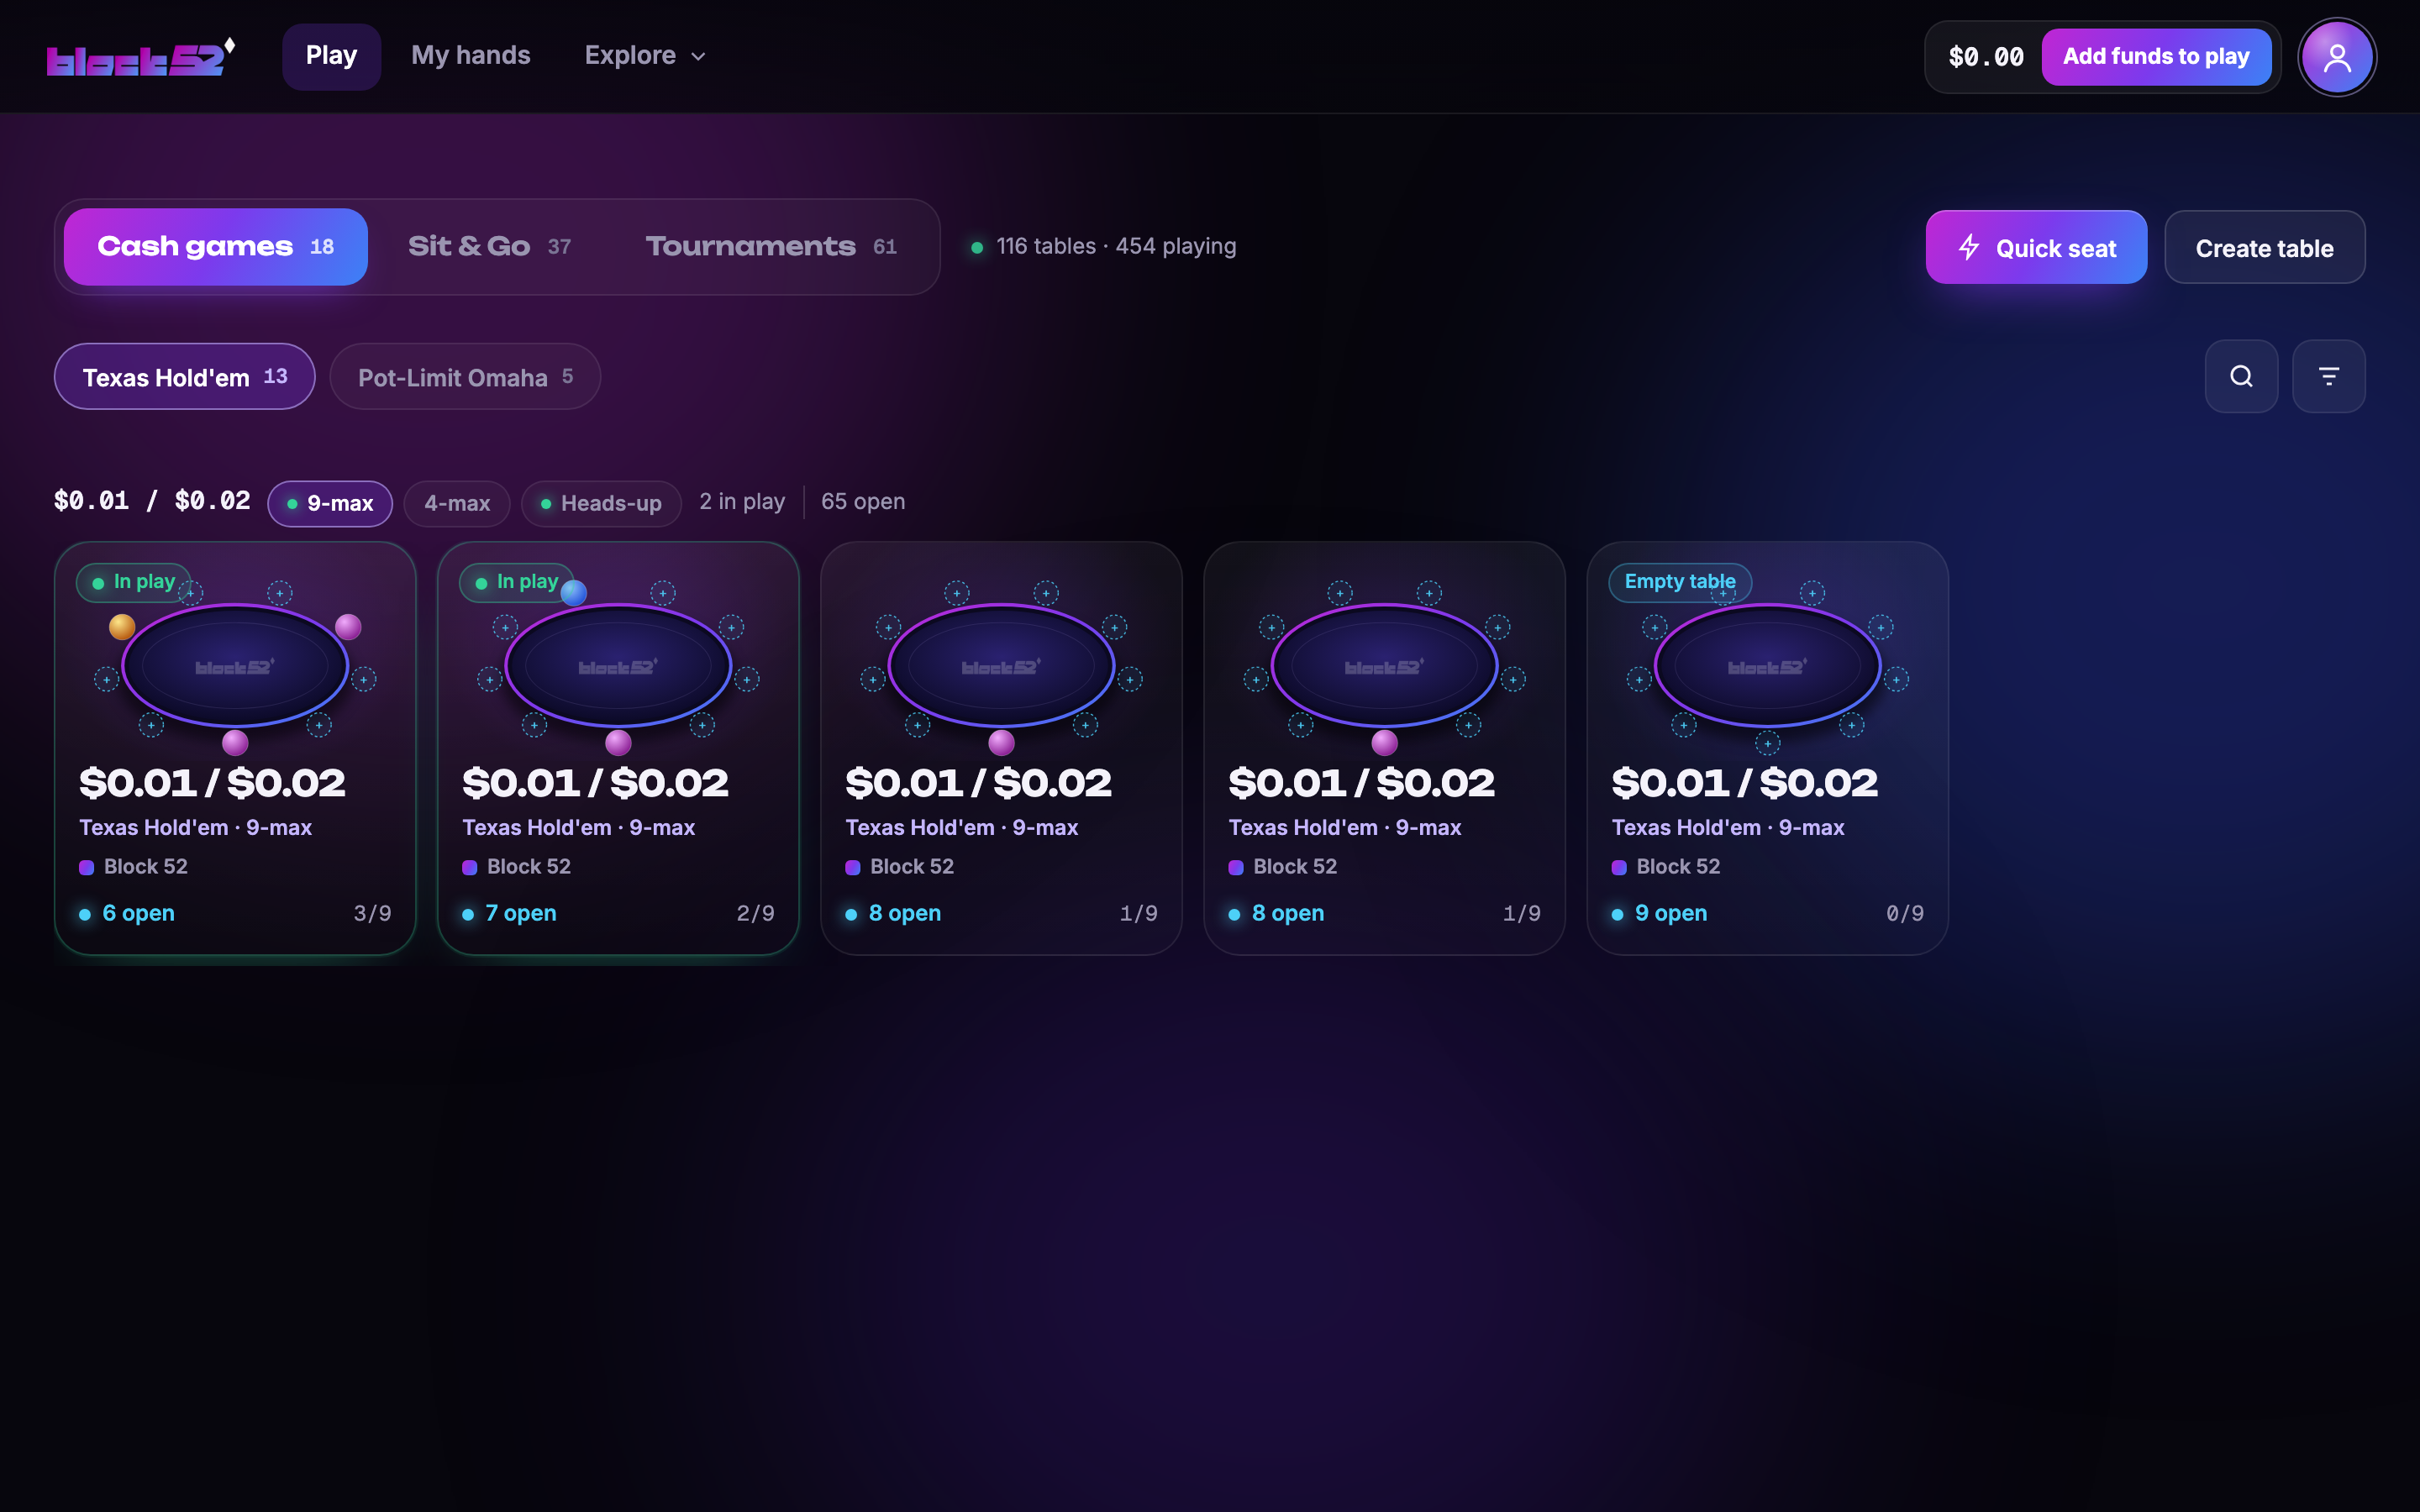 block52
Play
My hands
Explore
$0.00
Add funds to play
Cash games 18
Sit & Go 37
Tournaments 61
116 tables · 454 playing
Quick seat
Create table
Texas Hold'em 13
Pot-Limit Omaha 5
$0.01 / $0.02
9-max
4-max
Heads-up
2 in play
65 open
In play
block52
$0.01 / $0.02
Texas Hold'em · 9-max
Block 52
6 open
3/9
In play
block52
$0.01 / $0.02
Texas Hold'em · 9-max
Block 52
7 open
2/9
block52
$0.01 / $0.02
Texas Hold'em · 9-max
Block 52
8 open
1/9
block52
$0.01 / $0.02
Texas Hold'em · 9-max
Block 52
8 open
1/9
Empty table
block52
$0.01 / $0.02
Texas Hold'em · 9-max
Block 52
9 open
0/9